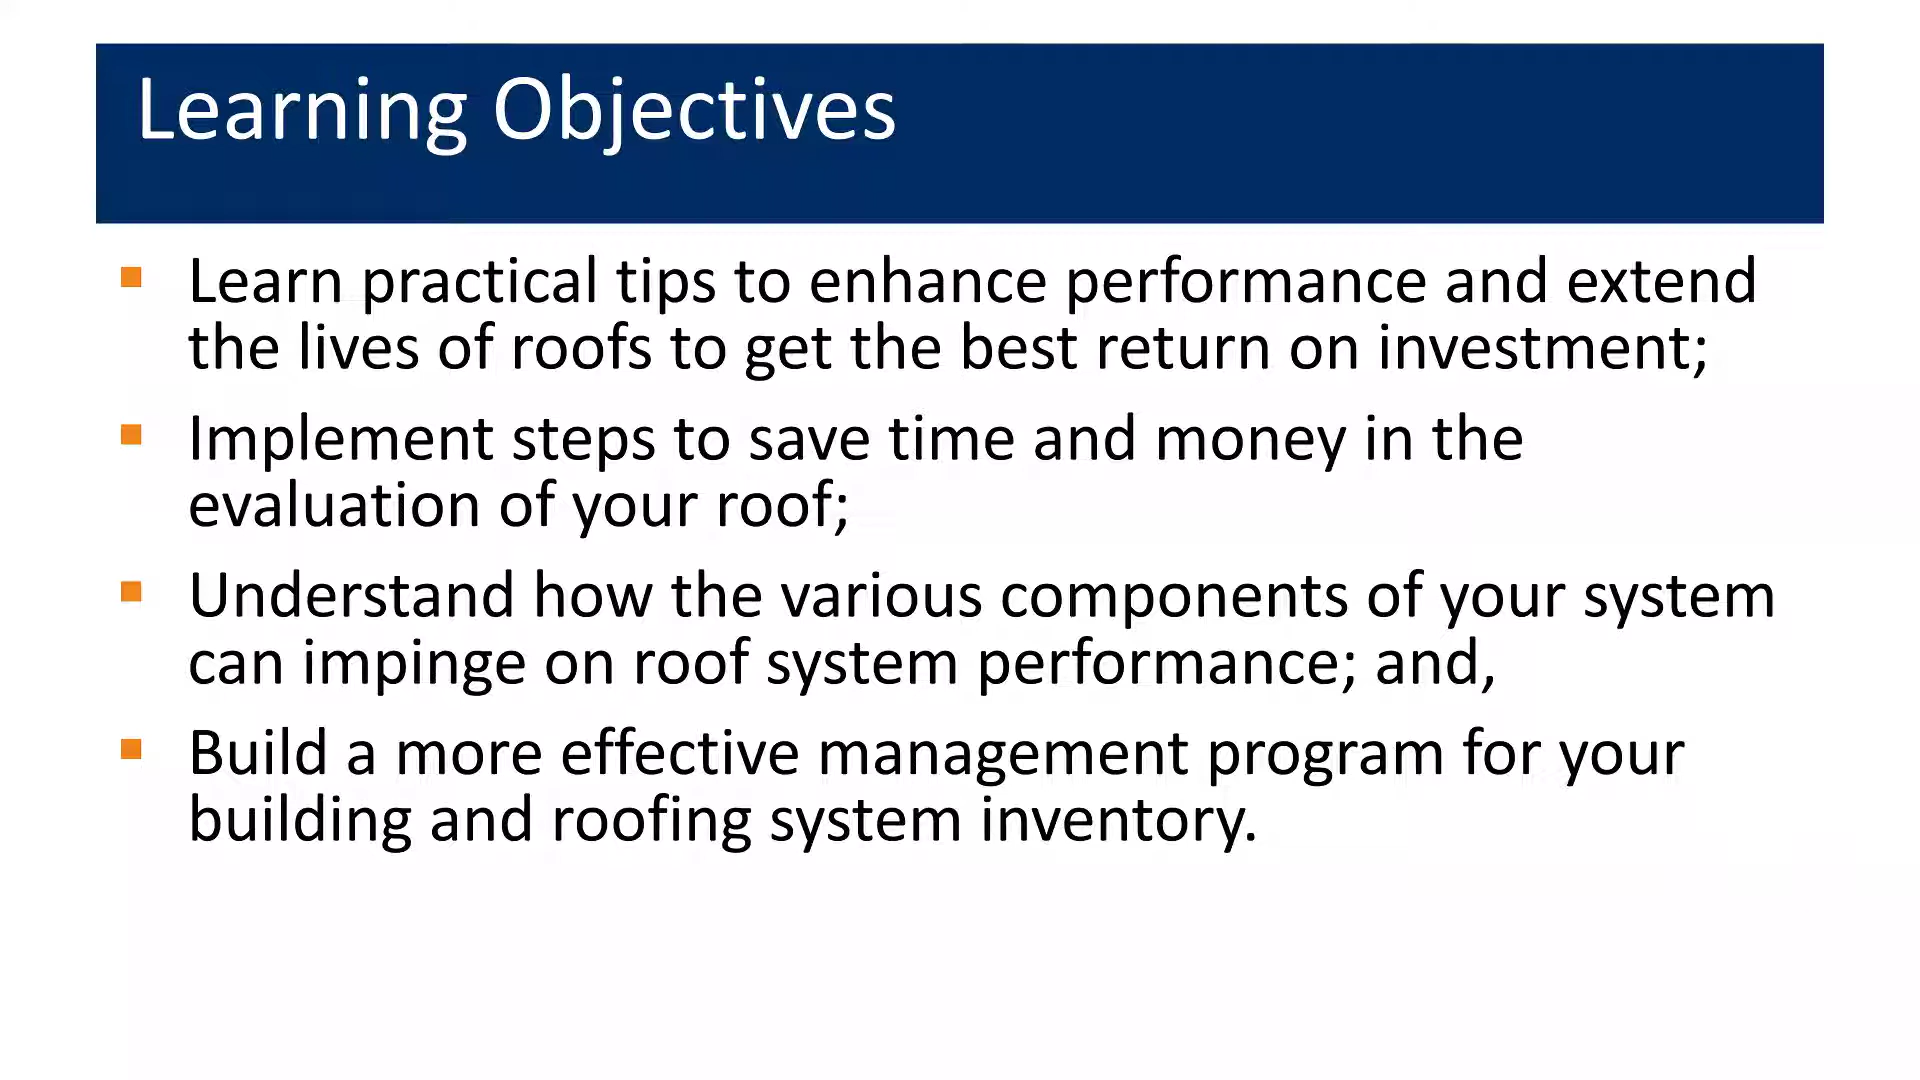 Learning Objectives
Learn practical tips to enhance performance and extend
the lives of roofs to get the best return on investment;
Implement steps to save time and money in the
evaluation of your roof;
Understand how the various components of your system
can impinge on roof system performance; and,
Build a more effective management program for your
building and roofing system inventory.